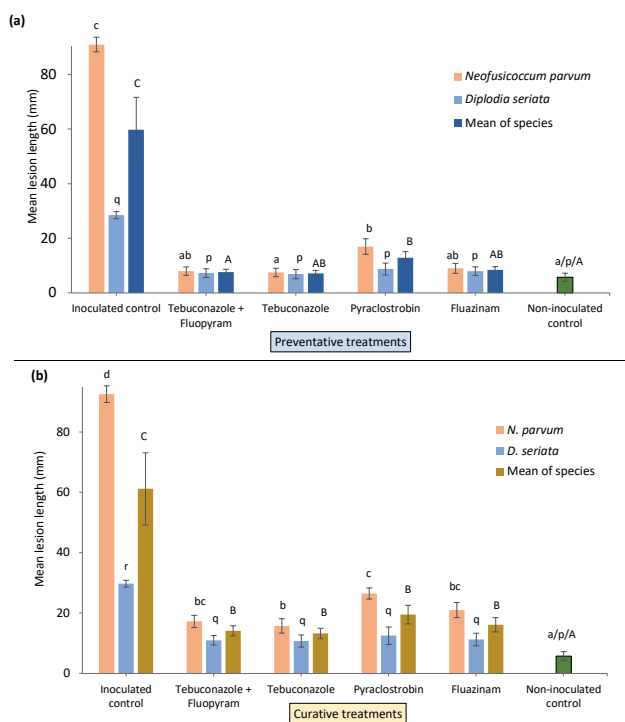 (a)
Mean lesion length (mm)
80
60
40
20
0
c
q
C
ab
p
A
a
p
AB
b
p
B
ab
p
AB
a/p/A
Neofusicoccum parvum
Diplodia seriata
Mean of species
Inoculated control
Tebuconazole +
Fluopyram
Tebuconazole
Pyraclostrobin
Fluazinam
Non-inoculated
control
Preventative treatments
(b)
Mean lesion length (mm)
80
60
40
20
0
d
r
C
bc
q
B
b
q
B
c
q
B
bc
q
B
a/p/A
N. parvum
D. seriata
Mean of species
Inoculated
control
Tebuconazole +
Fluopyram
Tebuconazole
Pyraclostrobin
Fluazinam
Non-inoculated
control
Curative treatments